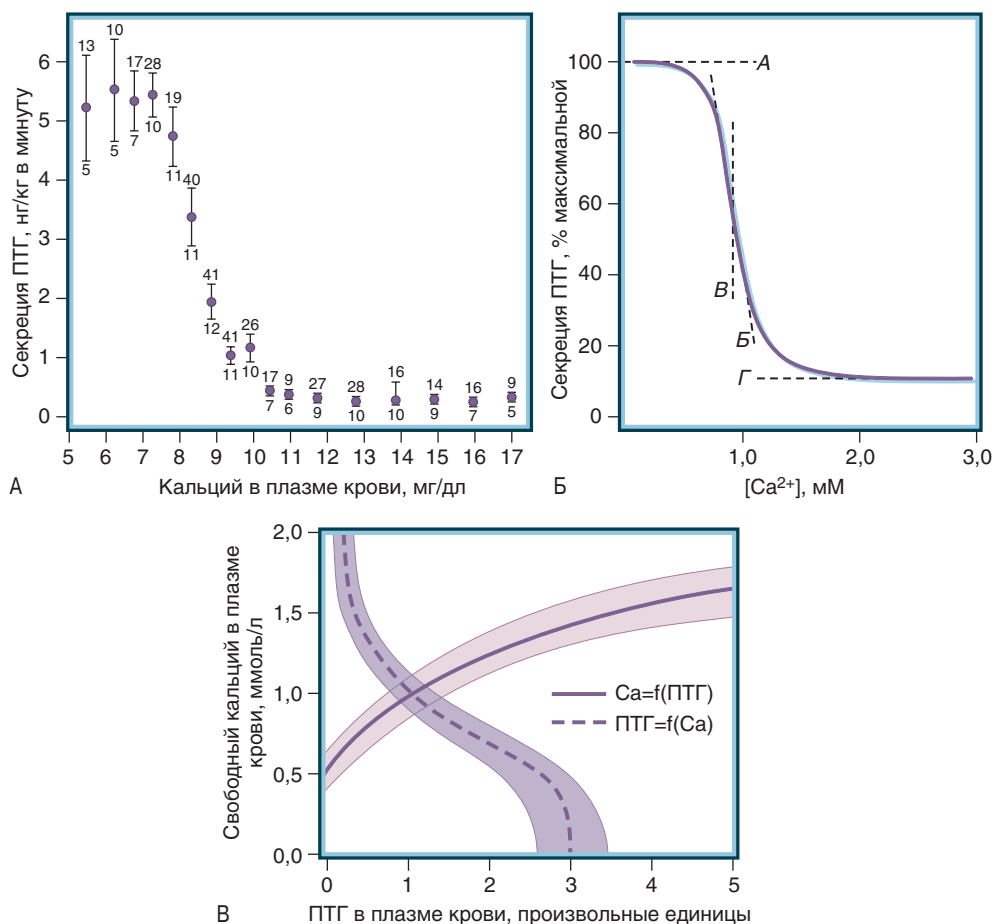 Секреция ПТГ, нг/кг в минуту
6
5
4
3
2
1
0
13
5
10
5
17
7
28
10
19
11
40
11
41
12
41
11
26
10
17
7
9
6
27
9
28
10
16
10
14
9
16
7
9
5
5 6 7 8 9 10 11 12 13 14 15 16 17
А
Кальций в плазме крови, мг/дл
Секреция ПТГ, % максимальной
100
80
60
40
20
0
А
В
Б
Г
1,0 2,0 3,0
Б
[Ca2+], мМ
Свободный кальций в плазме
крови, ммоль/л
2,0
1,5
1,0
0,5
0,0
Ca=f(ПТГ)
ПТГ=f(Ca)
0 1 2 3 4 5
В
ПТГ в плазме крови, произвольные единицы